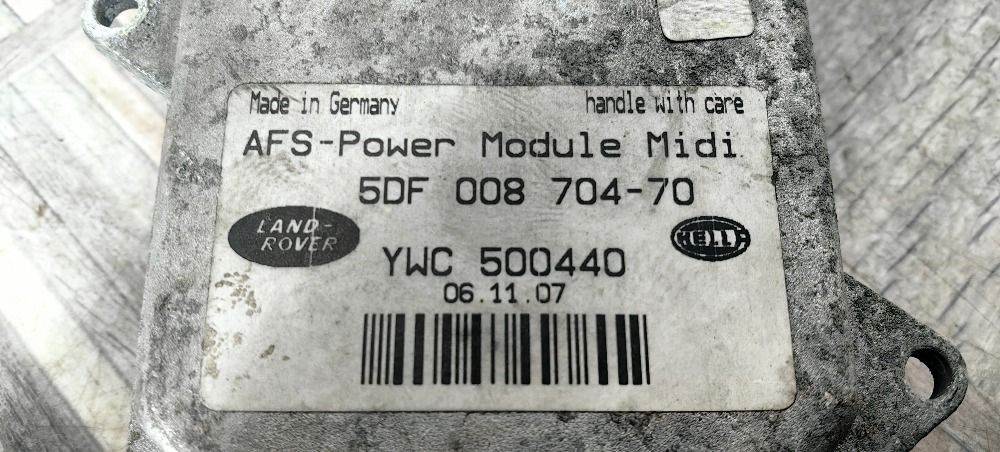 Made in Germany handle with care
AFS-Power Module Midi
5DF 008 704-70
LAND-
ROVER
HELLA
YWC 500440
06.11.07